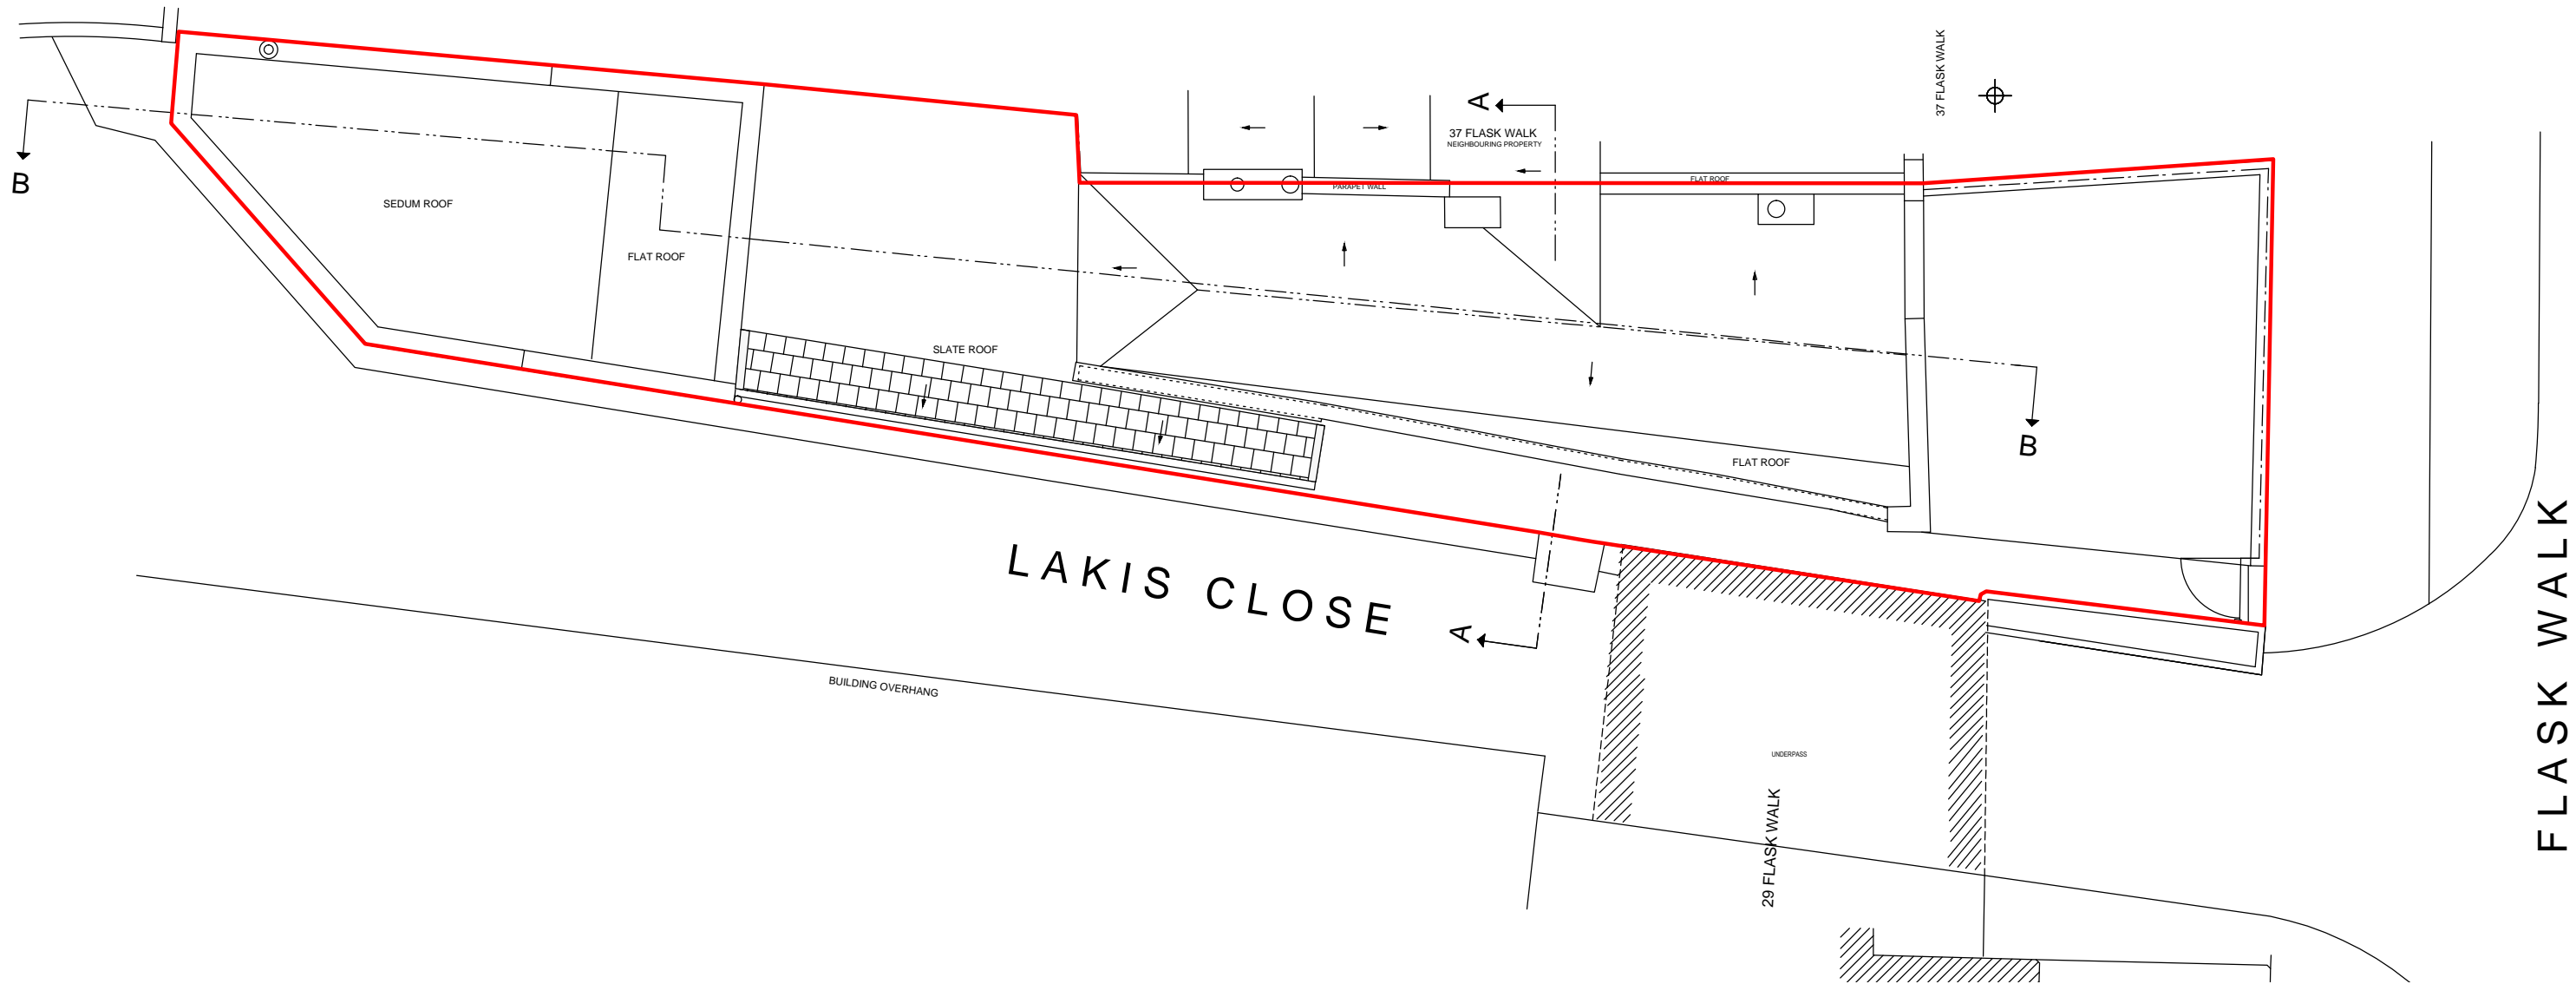 37 FLASK WALK
A
37 FLASK WALK
NEIGHBOURING PROPERTY
B
PARAPET WALL
FLAT ROOF
SEDUM ROOF
FLAT ROOF
SLATE ROOF
B
FLAT ROOF
LAKIS CLOSE
A
FLASK WALK
BUILDING OVERHANG
UNDERPASS
29 FLASK WALK